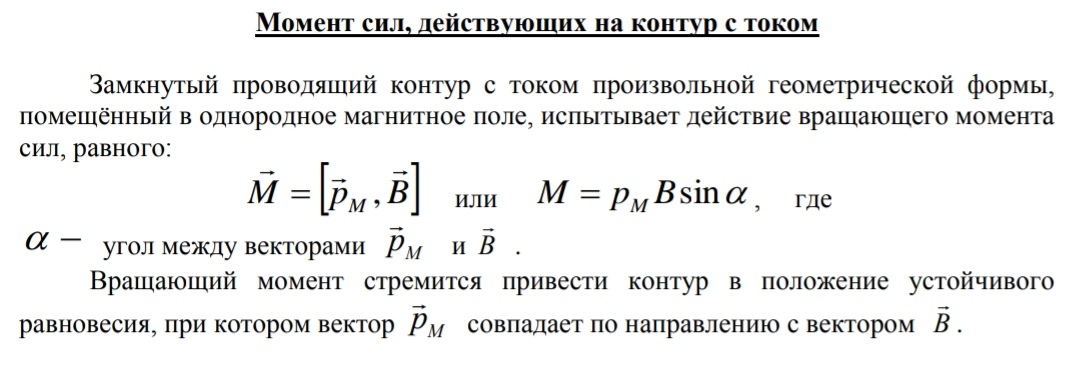 Момент сил, действующих на контур с током
Замкнутый проводящий контур с током произвольной геометрической формы,
помещённый в однородное магнитное поле, испытывает действие вращающего момента
сил, равного:
$\vec{M} = \left[\vec{p}_M, \vec{B}\right]$ или $M = p_M B \sin \alpha$, где
$\alpha$ — угол между векторами $\vec{p}_M$ и $\vec{B}$ .
Вращающий момент стремится привести контур в положение устойчивого
равновесия, при котором вектор $\vec{p}_M$ совпадает по направлению с вектором $\vec{B}$ .